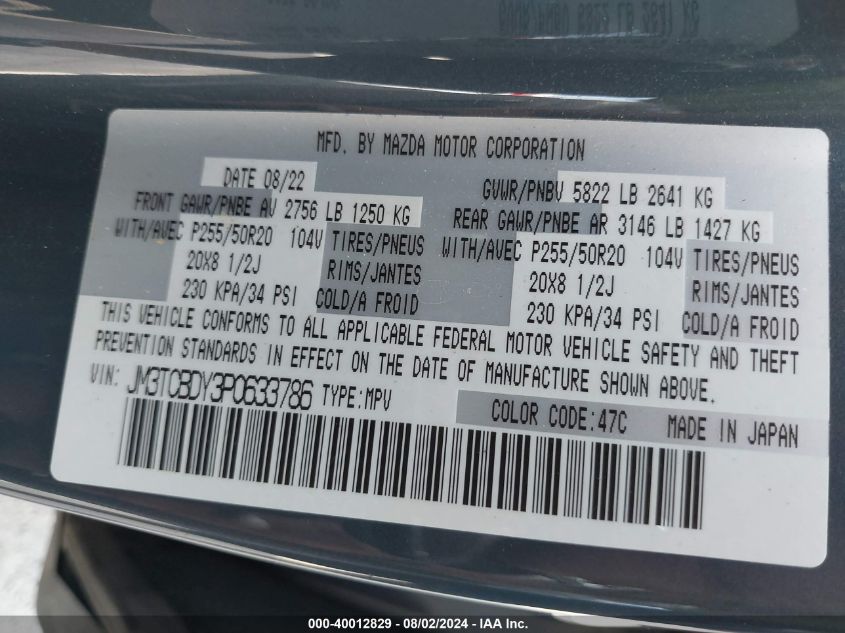 MFD. BY MAZDA MOTOR CORPORATION
DATE 08/22 GVWR/PNBV 5822 LB 2641 KG
FRONT GAWR/PNBE AV 2756 LB 1250 KG REAR GAWR/PNBE AR 3146 LB 1427 KG
WITH/AVEC P255/50R20 104V TIRES/PNEUS WITH/AVEC P255/50R20 104V TIRES/PNEUS
20X8 1/2J RIMS/JANTES 20X8 1/2J RIMS/JANTES
230 KPA/34 PSI COLD/A FROID 230 KPA/34 PSI COLD/A FROID
THIS VEHICLE CONFORMS TO ALL APPLICABLE FEDERAL MOTOR VEHICLE SAFETY AND THEFT
PREVENTION STANDARDS IN EFFECT ON THE DATE OF MANUFACTURE SHOWN ABOVE.
VIN: JM3TCBDY3P0633786 TYPE:MPV
COLOR CODE:47C MADE IN JAPAN
000-40012829 - 08/02/2024 - IAA Inc.